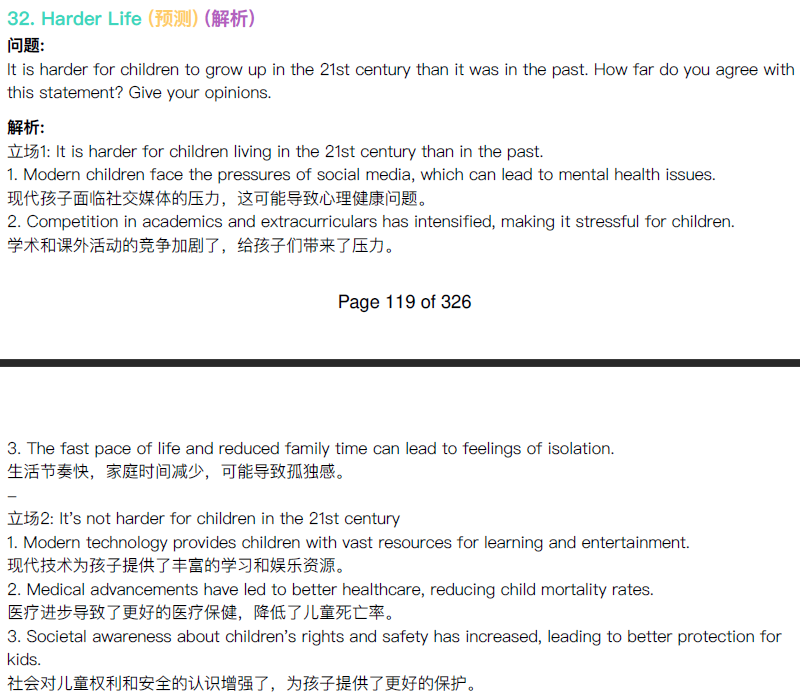 32. Harder Life (预测) (解析)
问题:
It is harder for children to grow up in the 21st century than it was in the past. How far do you agree with
this statement? Give your opinions.
解析:
立场1: It is harder for children living in the 21st century than in the past.
1. Modern children face the pressures of social media, which can lead to mental health issues.
现代孩子面临社交媒体的压力，这可能导致心理健康问题。
2. Competition in academics and extracurriculars has intensified, making it stressful for children.
学术和课外活动的竞争加剧了，给孩子们带来了压力。
Page 119 of 326
3. The fast pace of life and reduced family time can lead to feelings of isolation.
生活节奏快，家庭时间减少，可能导致孤独感。
–
立场2: It’s not harder for children in the 21st century
1. Modern technology provides children with vast resources for learning and entertainment.
现代技术为孩子提供了丰富的学习和娱乐资源。
2. Medical advancements have led to better healthcare, reducing child mortality rates.
医疗进步导致了更好的医疗保健，降低了儿童死亡率。
3. Societal awareness about children’s rights and safety has increased, leading to better protection for
kids.
社会对儿童权利和安全的认识增强了，为孩子提供了更好的保护。